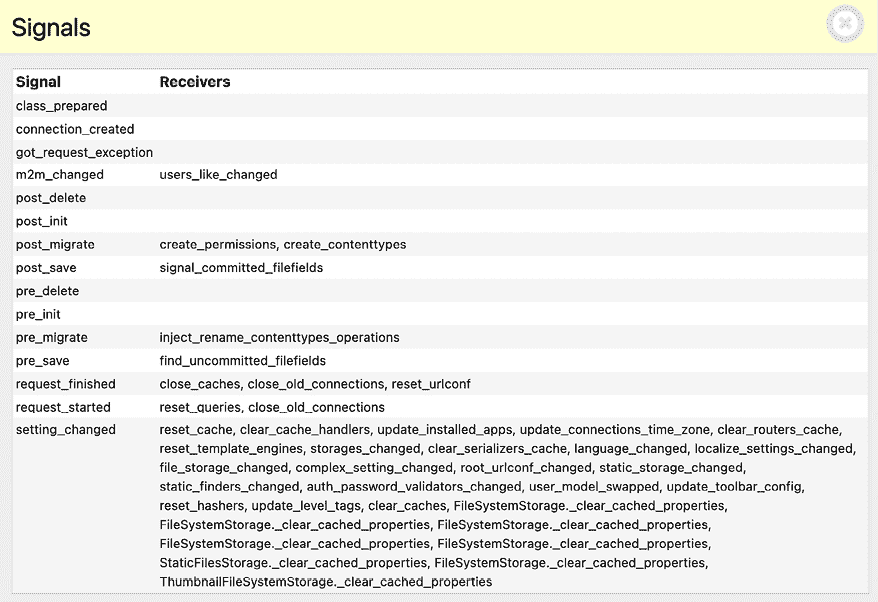 Signals
Signal Receivers
class_prepared
connection_created
got_request_exception
m2m_changed users_like_changed
post_delete
post_init
post_migrate create_permissions, create_contenttypes
post_save signal_committed_filefields
pre_delete
pre_init
pre_migrate inject_rename_contenttypes_operations
pre_save find_uncommitted_filefields
request_finished close_caches, close_old_connections, reset_urlconf
request_started reset_queries, close_old_connections
setting_changed reset_cache, clear_cache_handlers, update_installed_apps, update_connections_time_zone, clear_routers_cache,
reset_template_engines, storages_changed, clear_serializers_cache, language_changed, localize_settings_changed,
file_storage_changed, complex_setting_changed, root_urlconf_changed, static_storage_changed,
static_finders_changed, auth_password_validators_changed, user_model_swapped, update_toolbar_config,
reset_hashers, update_level_tags, clear_caches, FileSystemStorage._clear_cached_properties,
FileSystemStorage._clear_cached_properties, FileSystemStorage._clear_cached_properties,
FileSystemStorage._clear_cached_properties, FileSystemStorage._clear_cached_properties,
StaticFilesStorage._clear_cached_properties, FileSystemStorage._clear_cached_properties,
ThumbnailFileSystemStorage._clear_cached_properties